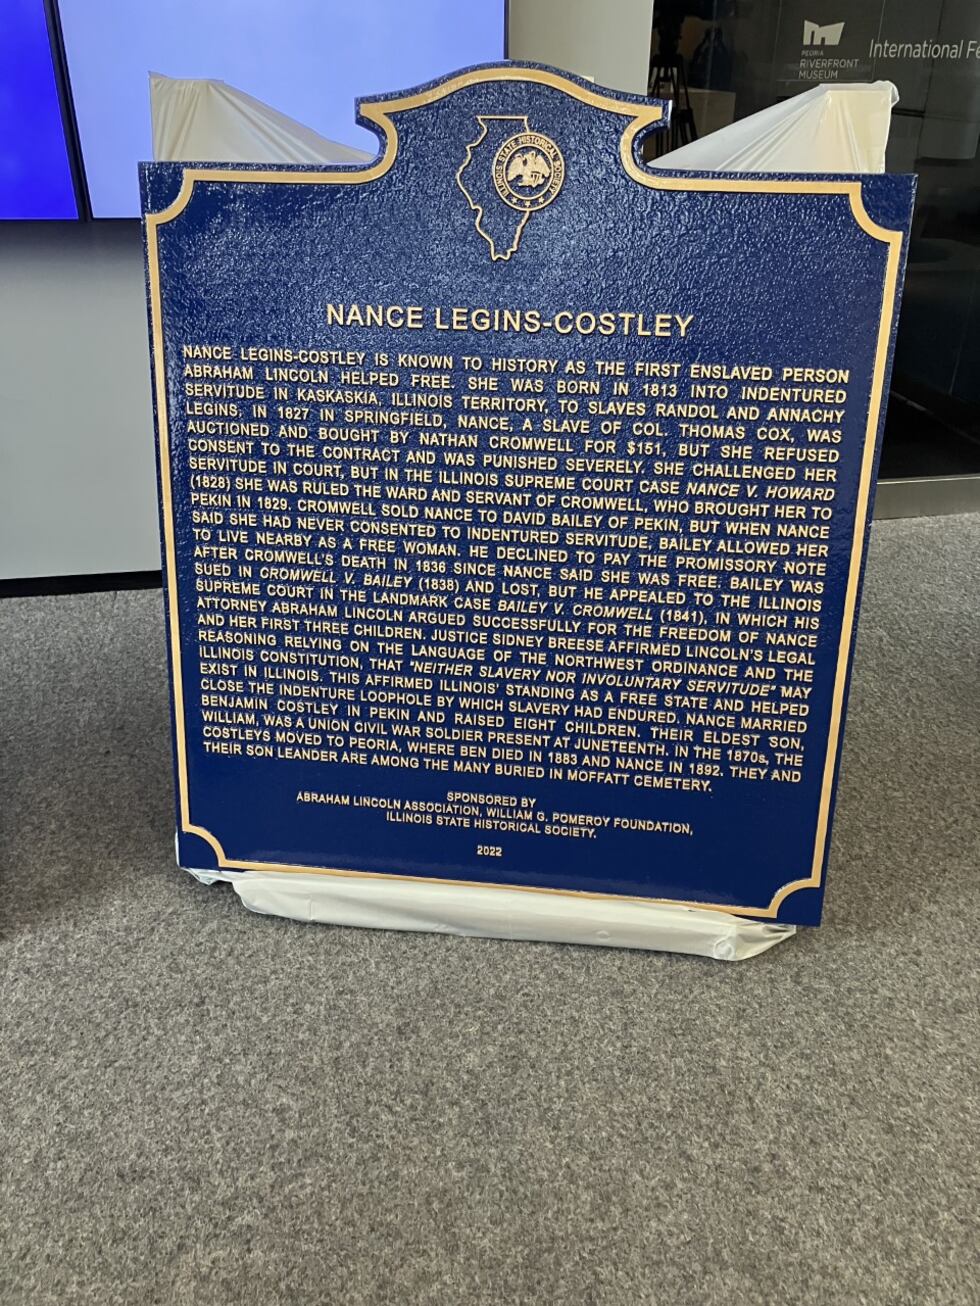 PEORIA
RIVERFRONT
MUSEUM
International Fe
ILLINOIS STATE HISTORICAL SOCIETY
NANCE LEGINS-COSTLEY
NANCE LEGINS-COSTLEY IS KNOWN TO HISTORY AS THE FIRST ENSLAVED PERSON
ABRAHAM LINCOLN HELPED FREE. SHE WAS BORN IN 1813 INTO INDENTURED
SERVITUDE IN KASKASKIA, ILLINOIS TERRITORY, TO SLAVES RANDOL AND ANNACHY
LEGINS, IN 1827 IN SPRINGFIELD, NANCE, A SLAVE OF COL. THOMAS COX, WAS
AUCTIONED AND BOUGHT BY NATHAN CROMWELL FOR $151, BUT SHE REFUSED
CONSENT TO THE CONTRACT AND WAS PUNISHED SEVERELY. SHE CHALLENGED HER
SERVITUDE IN COURT, BUT IN THE ILLINOIS SUPREME COURT CASE NANCE V. HOWARD
(1828) SHE WAS RULED THE WARD AND SERVANT OF CROMWELL, WHO BROUGHT HER TO
PEKIN IN 1829. CROMWELL SOLD NANCE TO DAVID BAILEY OF PEKIN, BUT WHEN NANCE
SAID SHE HAD NEVER CONSENTED TO INDENTURED SERVITUDE, BAILEY ALLOWED HER
TO LIVE NEARBY AS A FREE WOMAN. HE DECLINED TO PAY THE PROMISSORY NOTE
AFTER CROMWELL'S DEATH IN 1836 SINCE NANCE SAID SHE WAS FREE. BAILEY WAS
SUED IN CROMWELL V. BAILEY (1838) AND LOST, BUT HE APPEALED TO THE ILLINOIS
SUPREME COURT IN THE LANDMARK CASE BAILEY V. CROMWELL (1841), IN WHICH HIS
ATTORNEY ABRAHAM LINCOLN ARGUED SUCCESSFULLY FOR THE FREEDOM OF NANCE
AND HER FIRST THREE CHILDREN. JUSTICE SIDNEY BREESE AFFIRMED LINCOLN'S LEGAL
REASONING RELYING ON THE LANGUAGE OF THE NORTHWEST ORDINANCE AND THE
ILLINOIS CONSTITUTION, THAT "NEITHER SLAVERY NOR INVOLUNTARY SERVITUDE" MAY
EXIST IN ILLINOIS. THIS AFFIRMED ILLINOIS' STANDING AS A FREE STATE AND HELPED
CLOSE THE INDENTURE LOOPHOLE BY WHICH SLAVERY HAD ENDURED. NANCE MARRIED
BENJAMIN COSTLEY IN PEKIN AND RAISED EIGHT CHILDREN. THEIR ELDEST SON,
WILLIAM, WAS A UNION CIVIL WAR SOLDIER PRESENT AT JUNETEENTH. IN THE 1870s, THE
COSTLEYS MOVED TO PEORIA, WHERE BEN DIED IN 1883 AND NANCE IN 1892. THEY AND
THEIR SON LEANDER ARE AMONG THE MANY BURIED IN MOFFATT CEMETERY.
SPONSORED BY
ABRAHAM LINCOLN ASSOCIATION, WILLIAM G. POMEROY FOUNDATION,
ILLINOIS STATE HISTORICAL SOCIETY.
2022